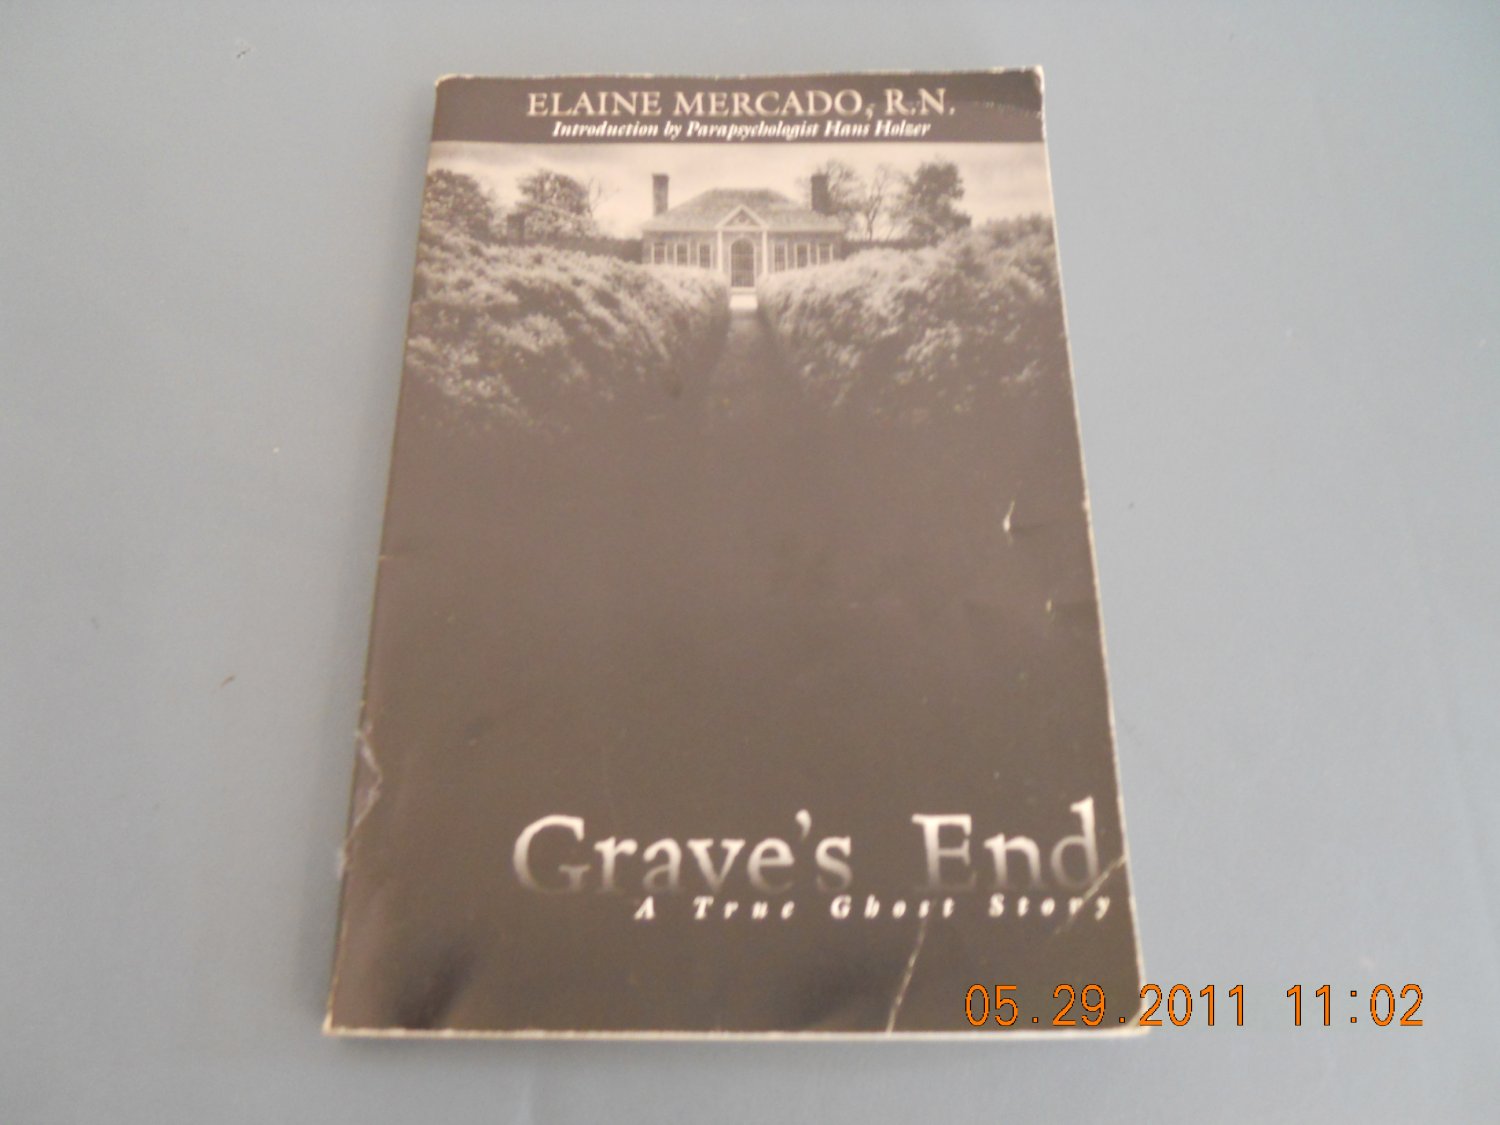 ELAINE MERCADO, R.N.
Introduction by Parapsychologist Hans Holzer
Grave's End
A True Ghost Story
05.29.2011 11:02